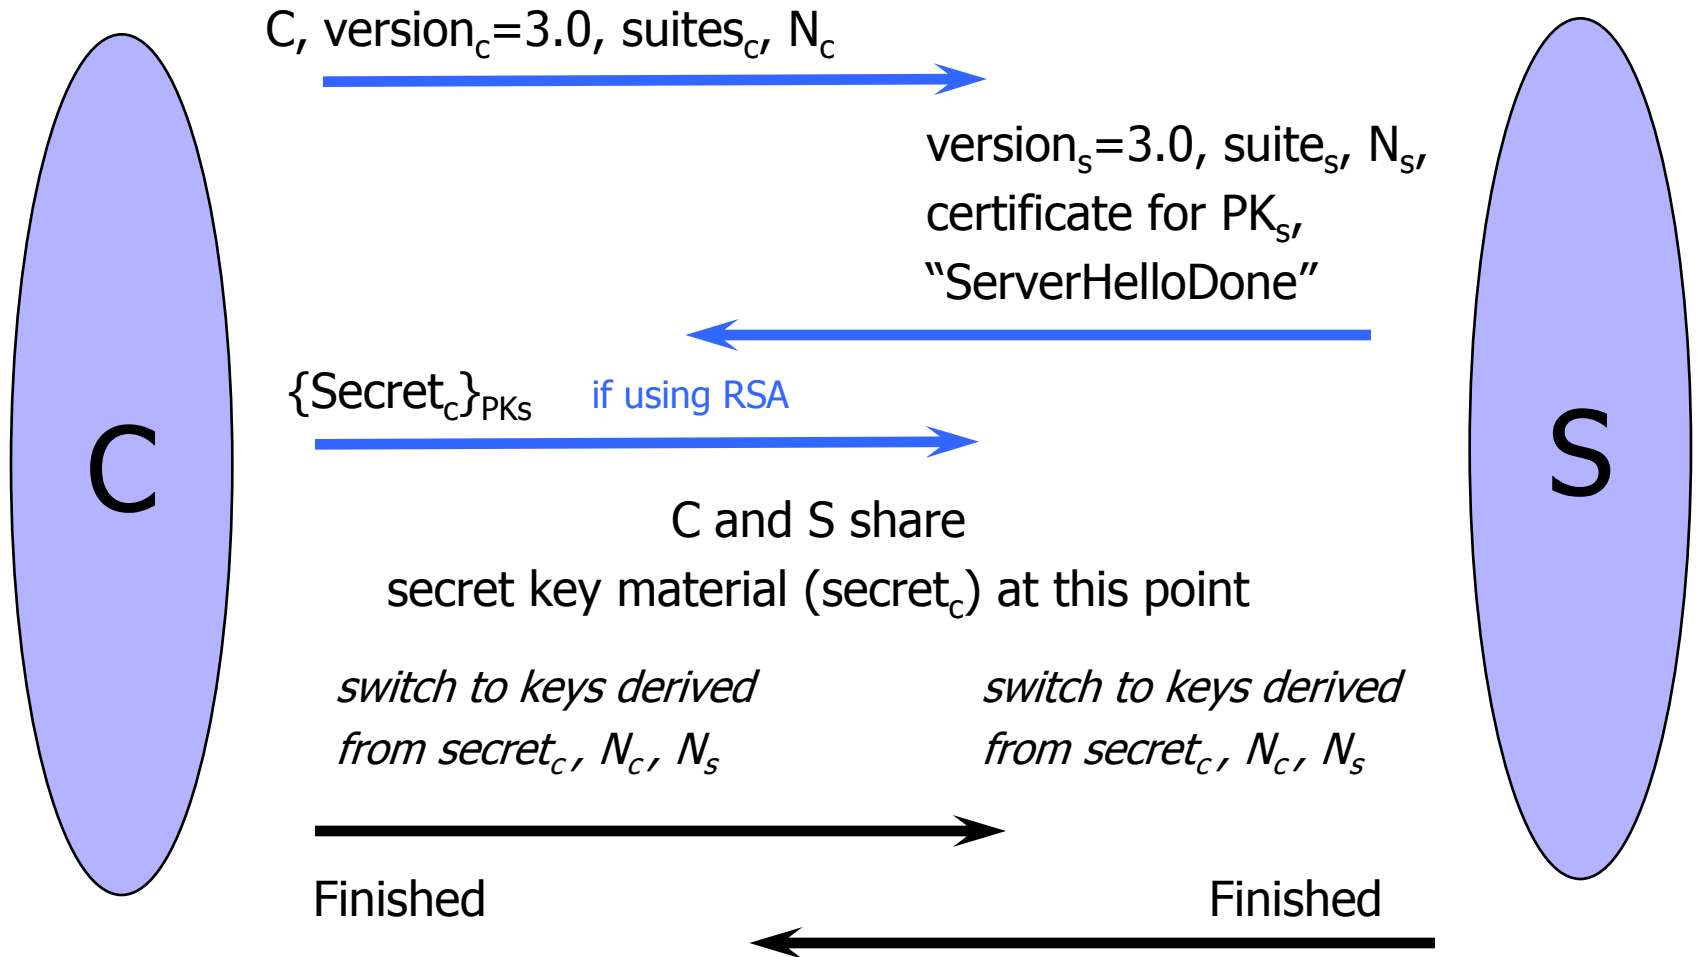 C, version_c=3.0, suites_c, N_c
version_s=3.0, suite_s, N_s,
certificate for PK_s,
“ServerHelloDone”
{Secret_c}_PKs if using RSA
C
S
C and S share
secret key material (secret_c) at this point
switch to keys derived
from secret_c, N_c, N_s
switch to keys derived
from secret_c, N_c, N_s
Finished
Finished